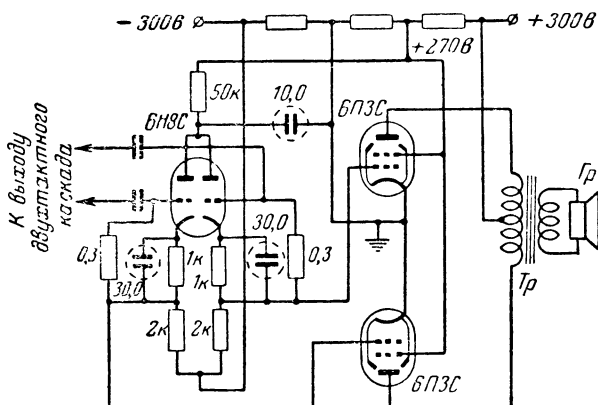 – 300В
+ 300В
+270В
50к
10,0
6Н8С
6П3С
К выходу
двухтактного
каскада
Гр
30,0
0,3
1к
0,3
30,0
1к
Тр
2к
2к
6П3С